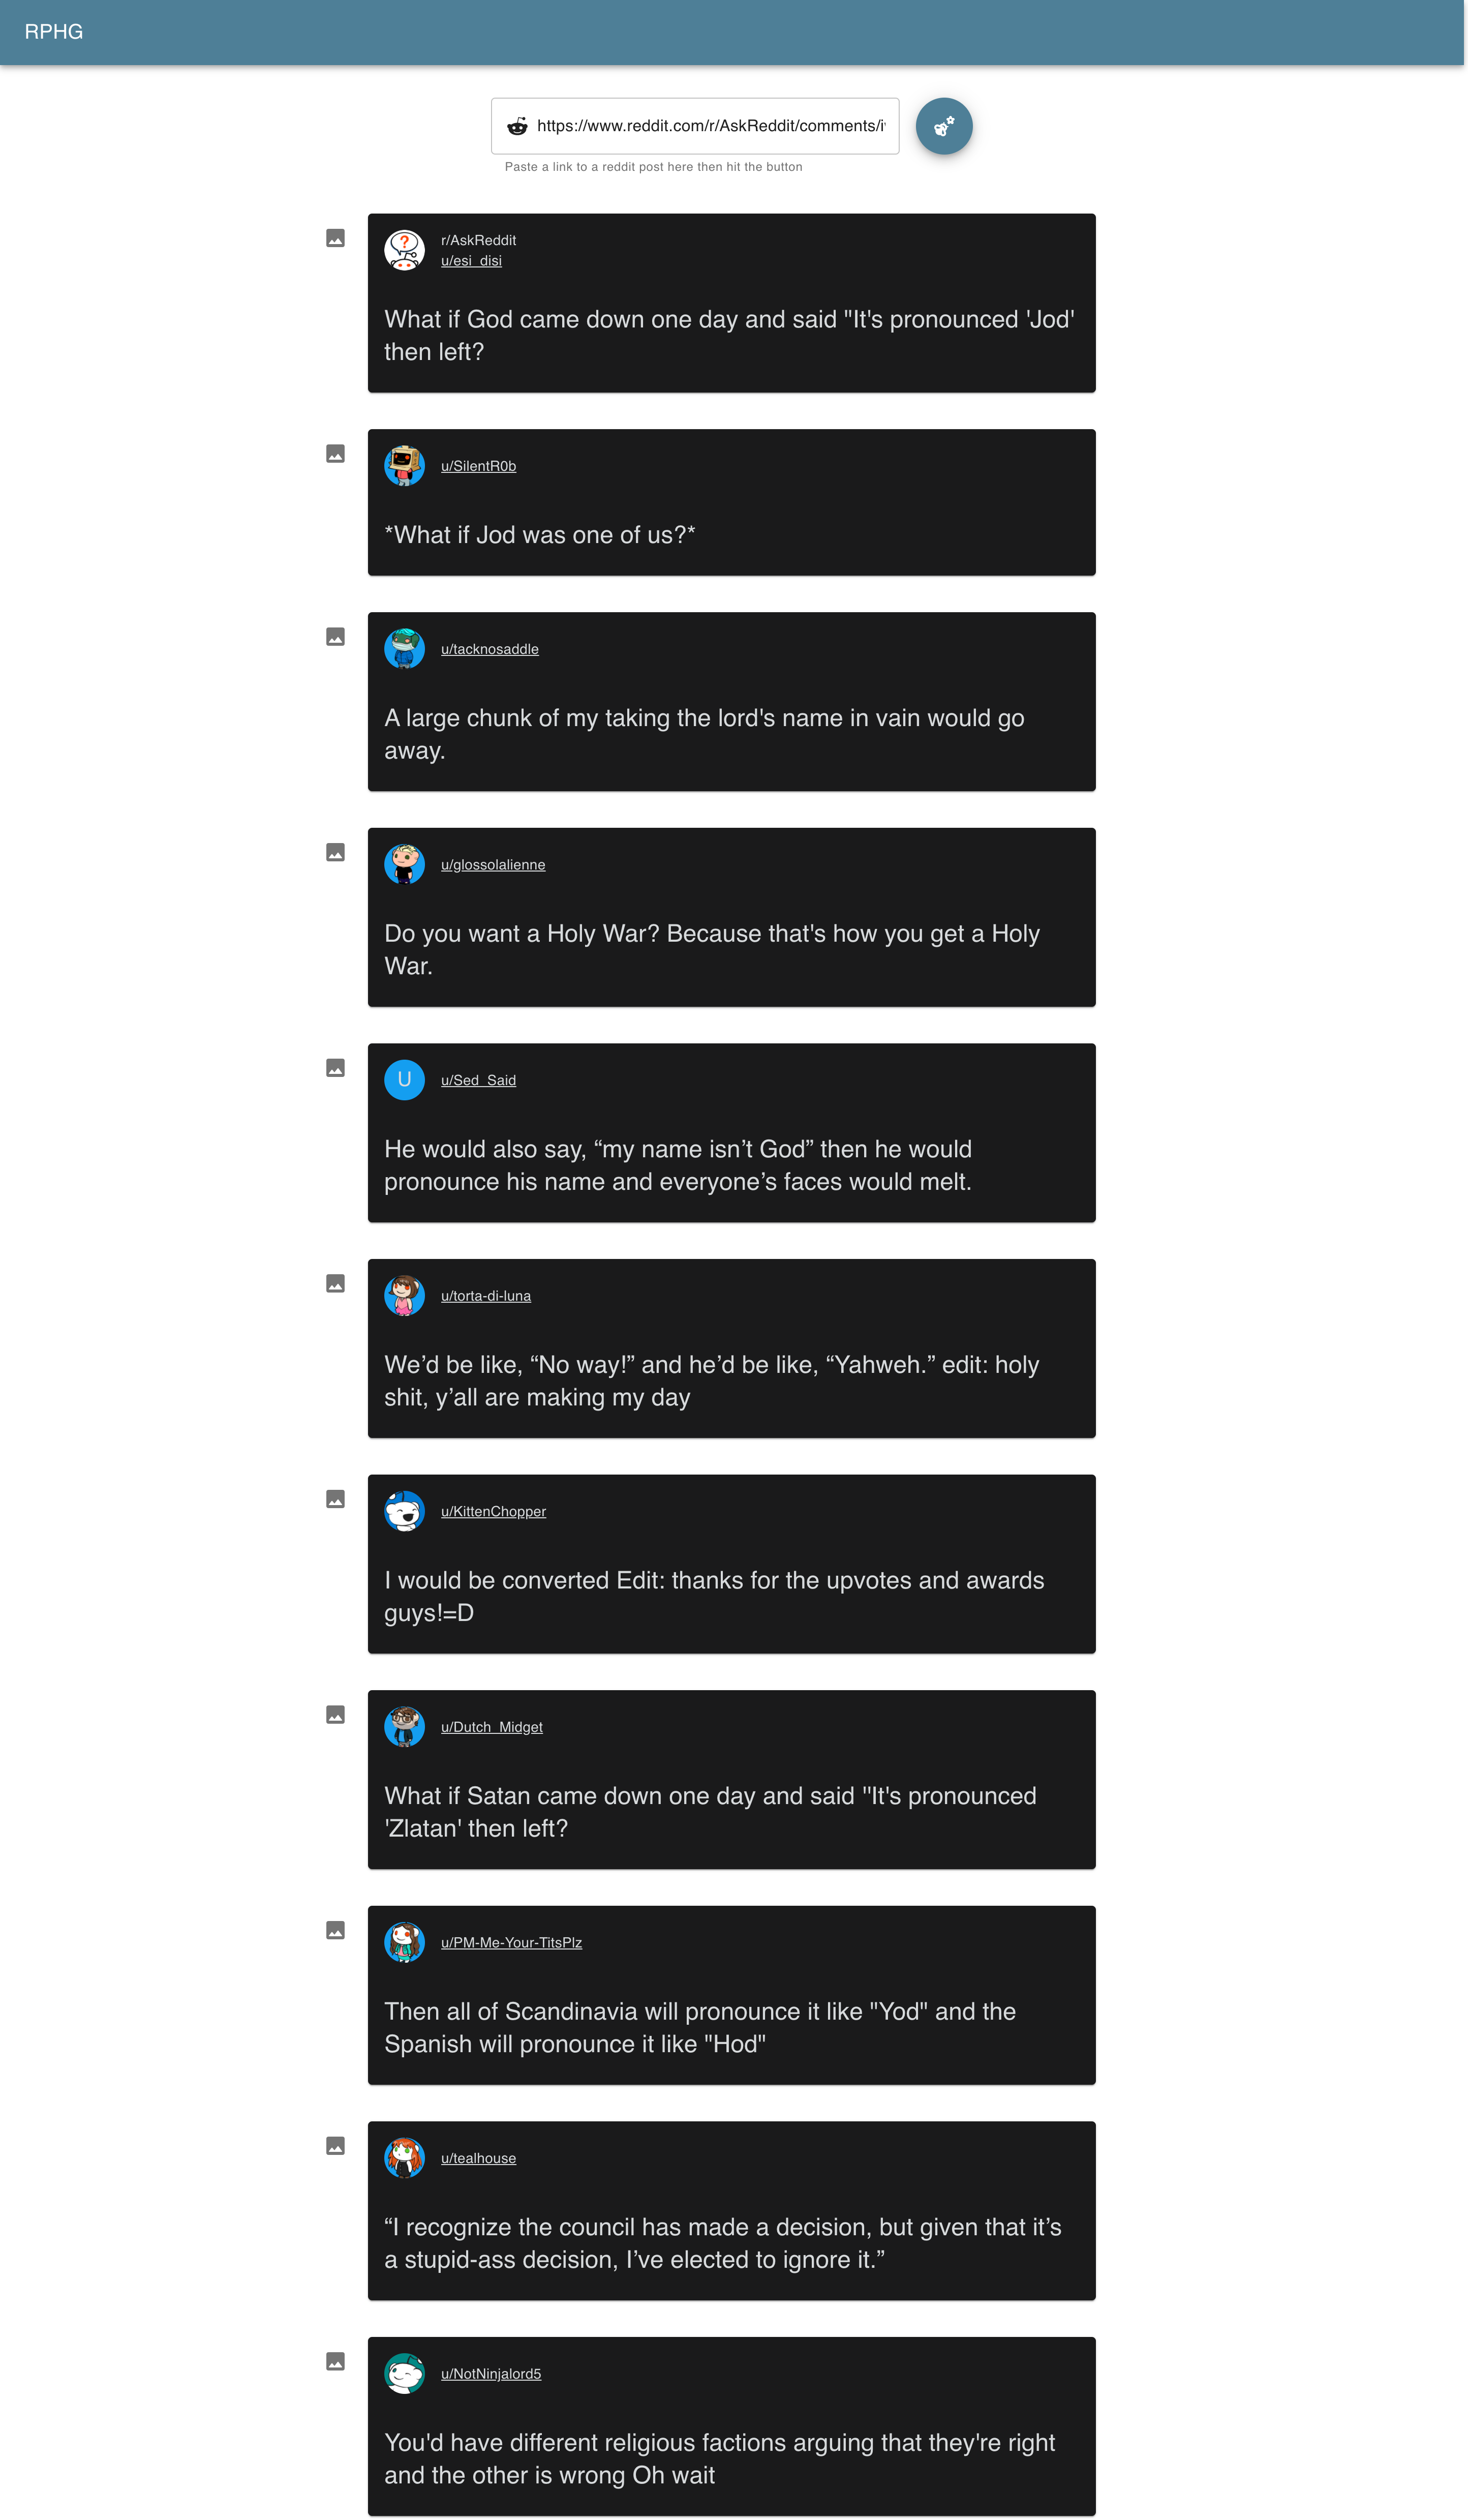 RPHG
https://www.reddit.com/r/AskReddit/comments/i
Paste a link to a reddit post here then hit the button
r/AskReddit
u/esi_disi
What if God came down one day and said "It's pronounced 'Jod'
then left?
u/SilentR0b
*What if Jod was one of us?*
u/tacknosaddle
A large chunk of my taking the lord's name in vain would go
away.
u/glossolalienne
Do you want a Holy War? Because that's how you get a Holy
War.
U
u/Sed_Said
He would also say, “my name isn’t God” then he would
pronounce his name and everyone’s faces would melt.
u/torta-di-luna
We’d be like, “No way!” and he’d be like, “Yahweh.” edit: holy
shit, y’all are making my day
u/KittenChopper
I would be converted Edit: thanks for the upvotes and awards
guys!=D
u/Dutch_Midget
What if Satan came down one day and said "It's pronounced
'Zlatan' then left?
u/PM-Me-Your-TitsPlz
Then all of Scandinavia will pronounce it like "Yod" and the
Spanish will pronounce it like "Hod"
u/tealhouse
“I recognize the council has made a decision, but given that it’s
a stupid-ass decision, I’ve elected to ignore it.”
u/NotNinjalord5
You'd have different religious factions arguing that they're right
and the other is wrong Oh wait